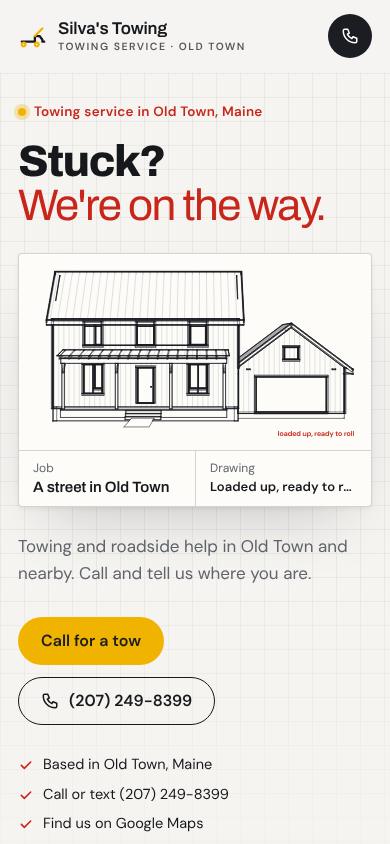 Silva's Towing
TOWING SERVICE · OLD TOWN
Towing service in Old Town, Maine
Stuck?
We're on the way.
loaded up, ready to roll
Job
A street in Old Town
Drawing
Loaded up, ready to r...
Towing and roadside help in Old Town and
nearby. Call and tell us where you are.
Call for a tow
(207) 249-8399
Based in Old Town, Maine
Call or text (207) 249-8399
Find us on Google Maps